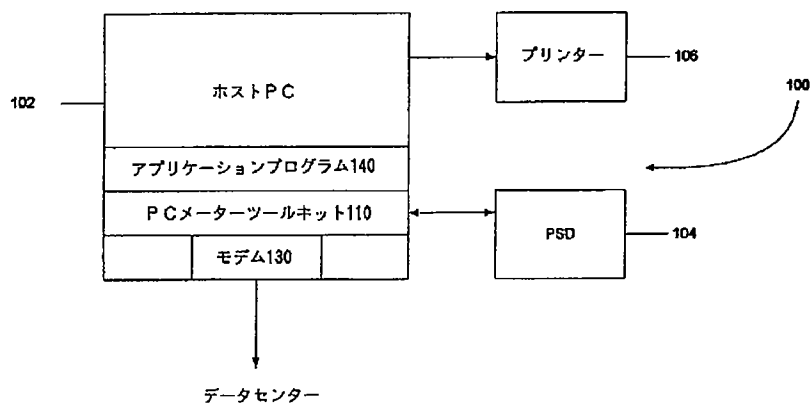 ホストPC
プリンター
106
102
100
アプリケーションプログラム140
PCメーターツールキット110
PSD
104
モデム130
データセンター